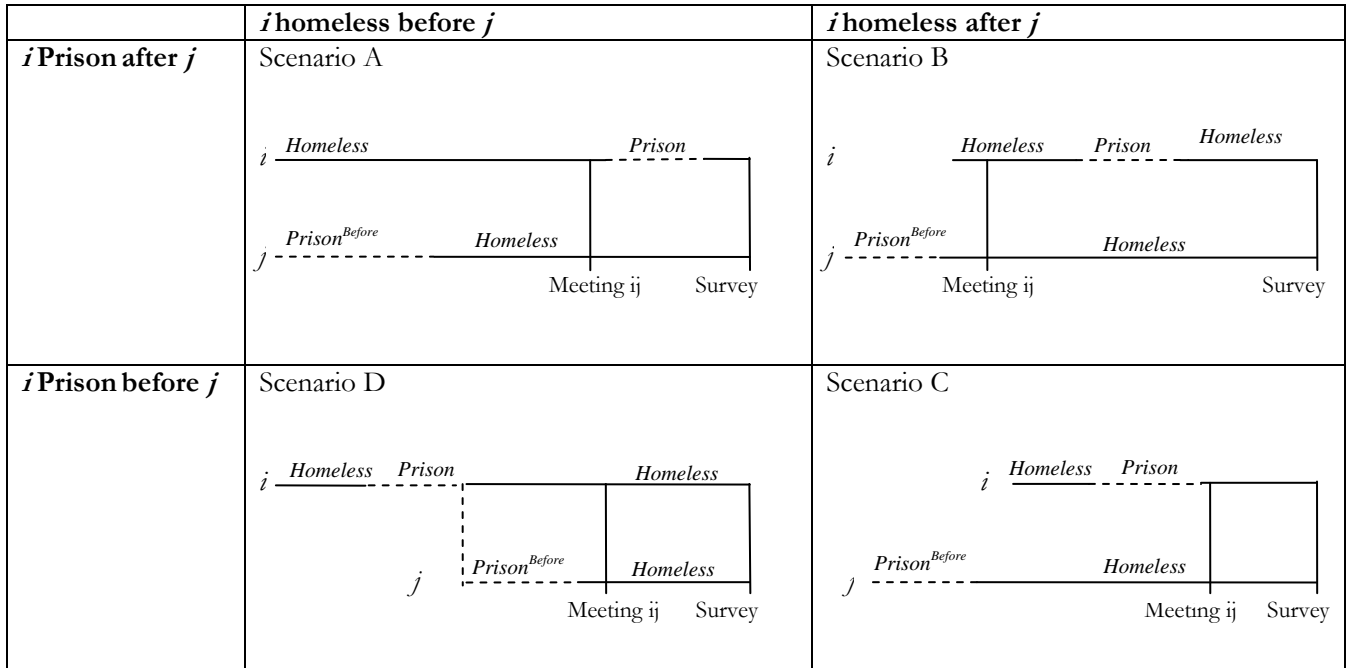 i homeless before j
i homeless after j
i Prison after j
Scenario A
Homeless
Prison
i
Prison^Before
Homeless
j
Meeting ij
Survey
Scenario B
Homeless
Prison
Homeless
i
Prison^Before
Homeless
j
Meeting ij
Survey
i Prison before j
Scenario D
Homeless
Prison
Homeless
i
Prison^Before
Homeless
j
Meeting ij
Survey
Scenario C
Homeless
Prison
i
Prison^Before
Homeless
j
Meeting ij
Survey